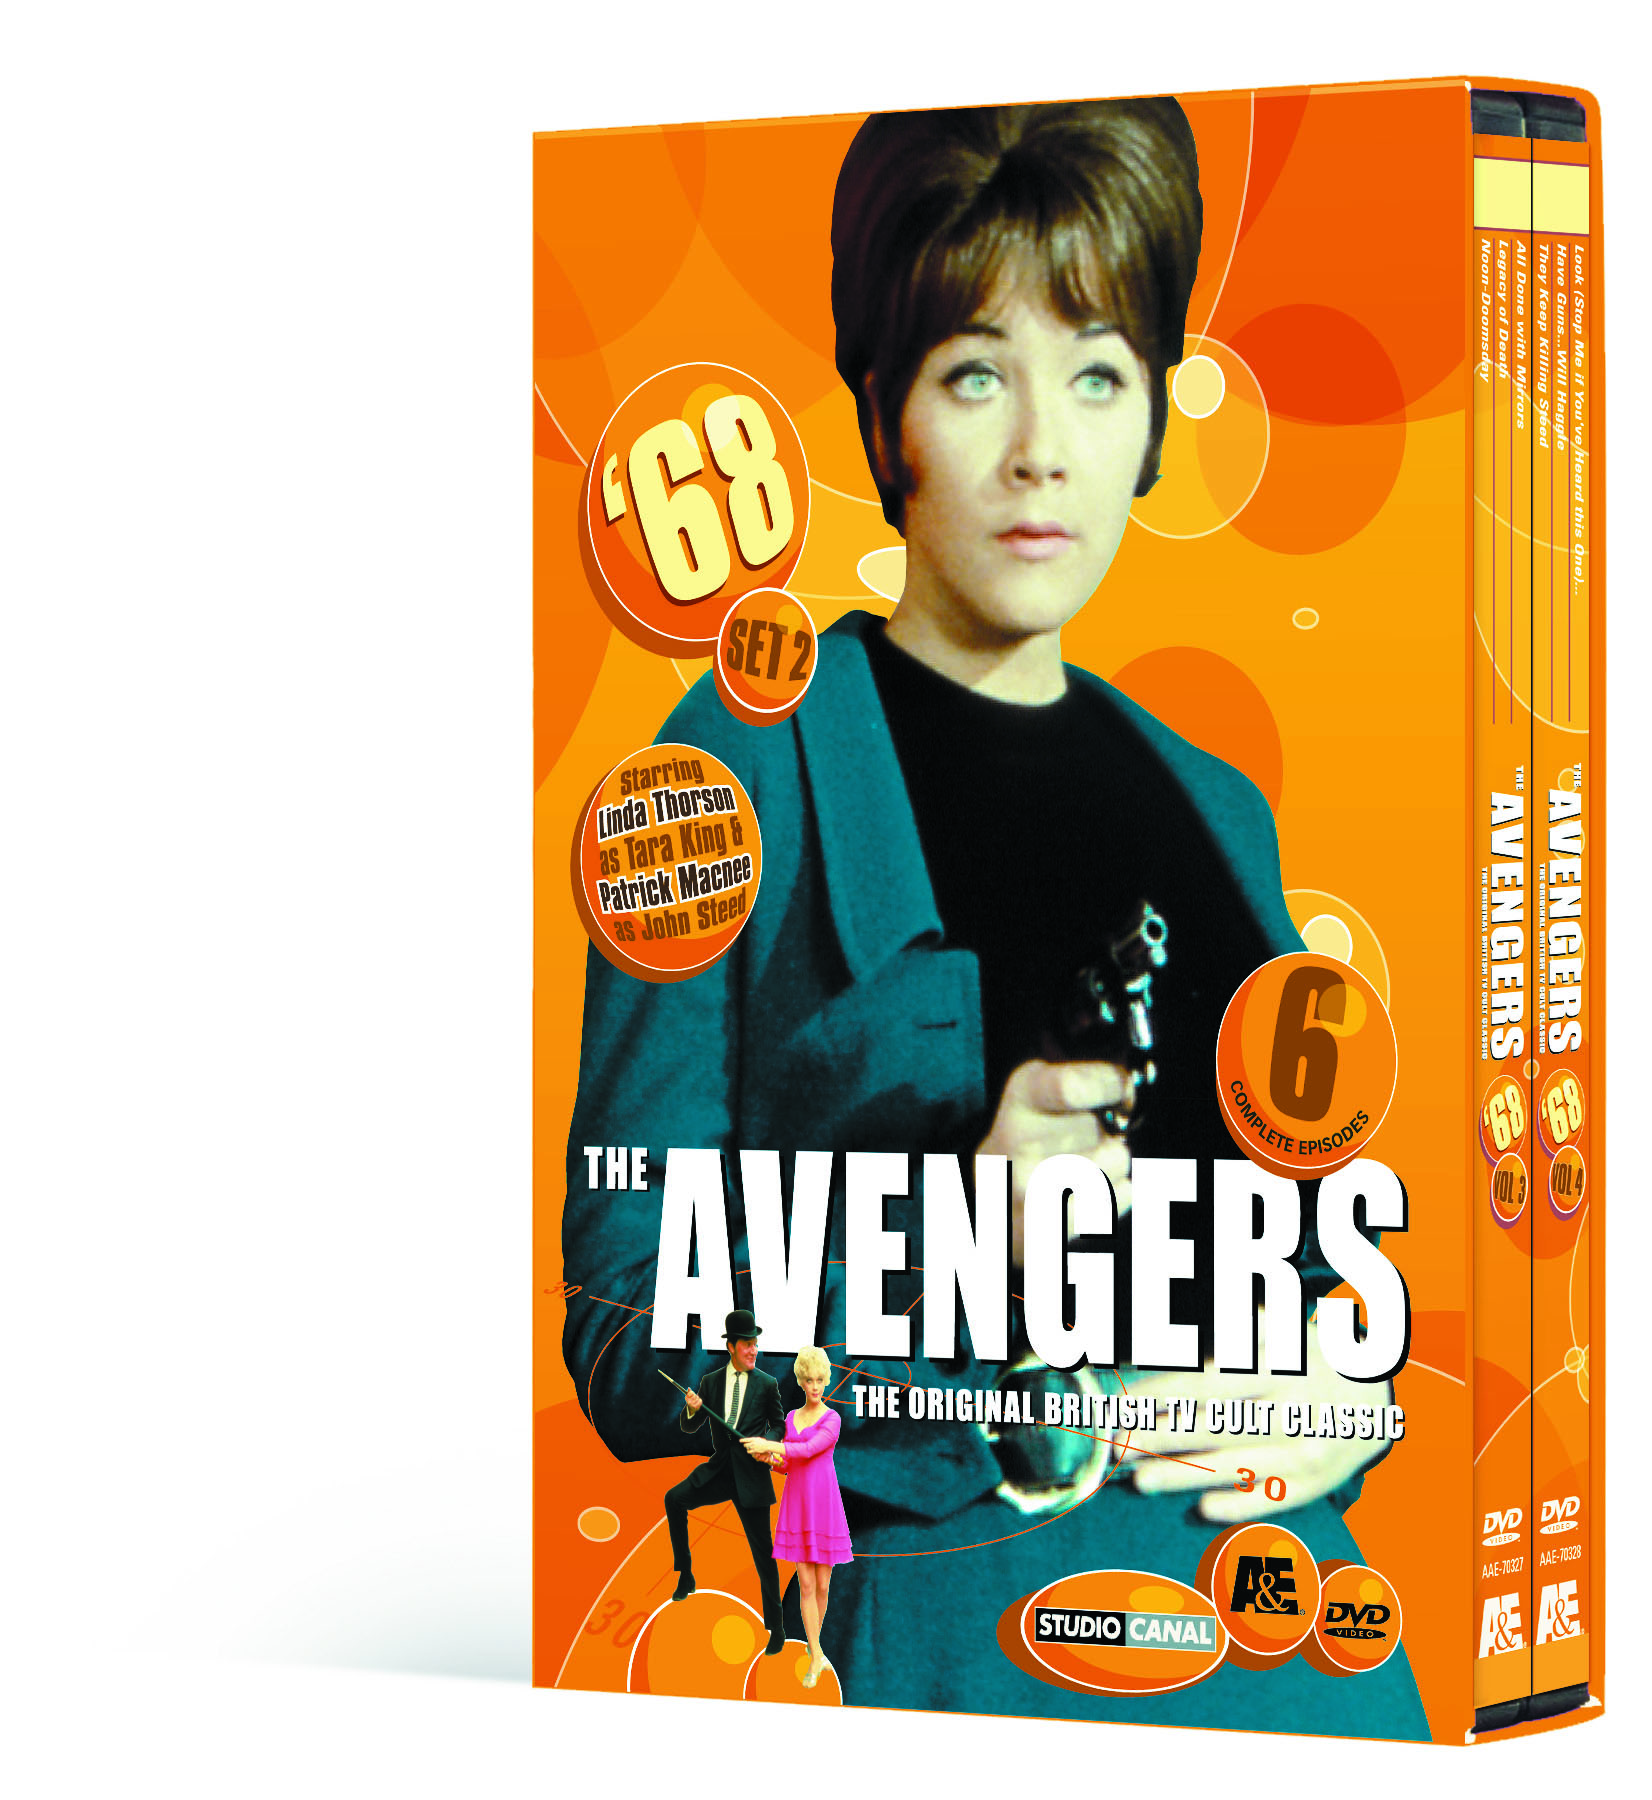 ‘68
SET 2
Starring
Linda Thorson
as Tara King &
Patrick Macnee
as John Steed
6
COMPLETE EPISODES
THE AVENGERS
THE ORIGINAL BRITISH TV CULT CLASSIC
30
30
30
STUDIO CANAL
A&E
DVD
VIDEO
All Done with Mirrors
Legacy of Death
Noon-Doomsday
THE AVENGERS
THE ORIGINAL BRITISH TV CULT CLASSIC
‘68
VOL 3
DVD
VIDEO
AAE-70327
A&E
Look (Stop Me If You've Heard this One)...
Have Guns...Will Haggle
They Keep Killing Steed
THE AVENGERS
THE ORIGINAL BRITISH TV CULT CLASSIC
‘68
VOL 4
DVD
VIDEO
AAE-70328
A&E